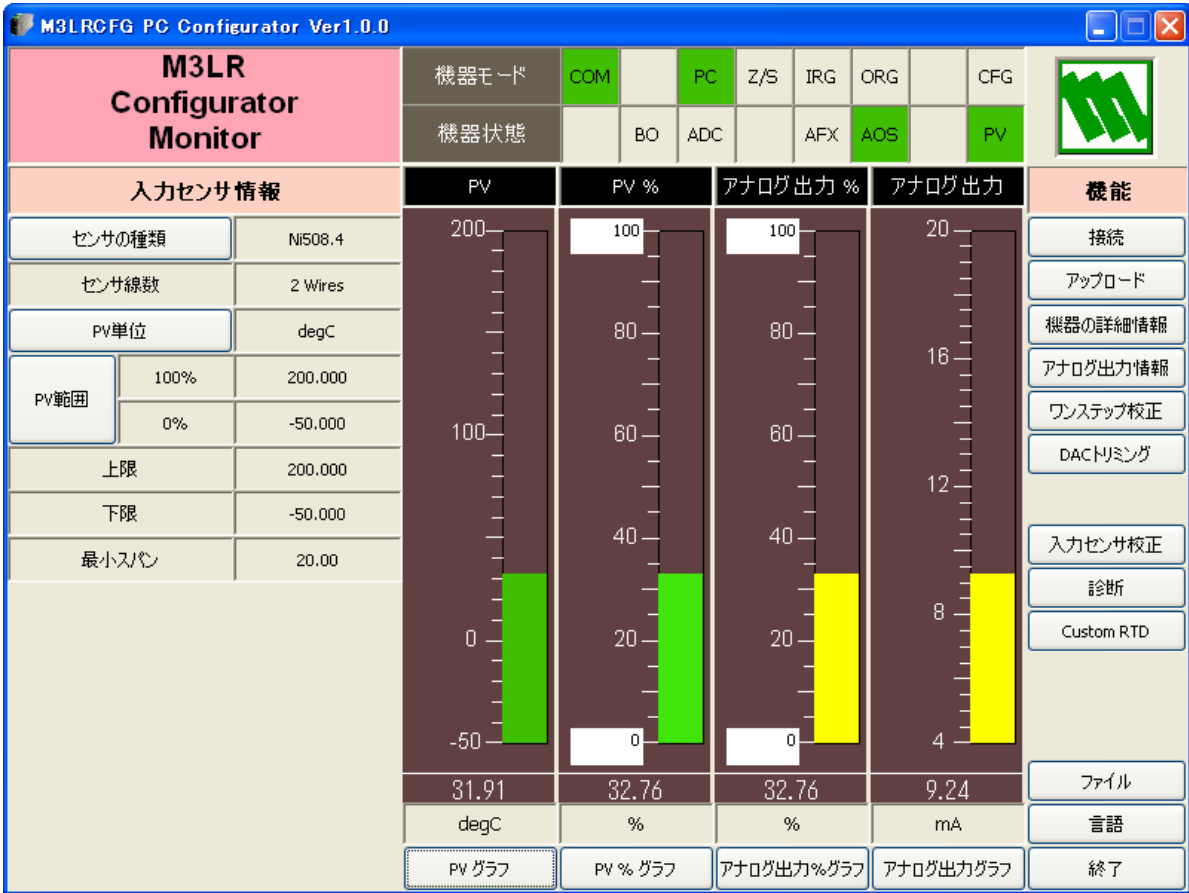 M3LRCFG PC Configurator Ver1.0.0
M3LR
Configurator
Monitor
機器モード
COM
PC
Z/S
IRG
ORG
CFG
機器状態
BO
ADC
AFX
AOS
PV
入力センサ情報
センサの種類
Ni508.4
センサ線数
2 Wires
PV単位
degC
PV範囲
100%
200.000
0%
-50.000
上限
200.000
下限
-50.000
最小スパン
20.00
PV
200
100
0
-50
31.91
degC
PV グラフ
PV %
100
80
60
40
20
0
32.76
%
PV % グラフ
アナログ出力 %
100
80
60
40
20
0
32.76
%
アナログ出力%グラフ
アナログ出力
20
16
12
8
4
9.24
mA
アナログ出力グラフ
機能
接続
アップロード
機器の詳細情報
アナログ出力情報
ワンステップ校正
DACトリミング
入力センサ校正
診断
Custom RTD
ファイル
言語
終了